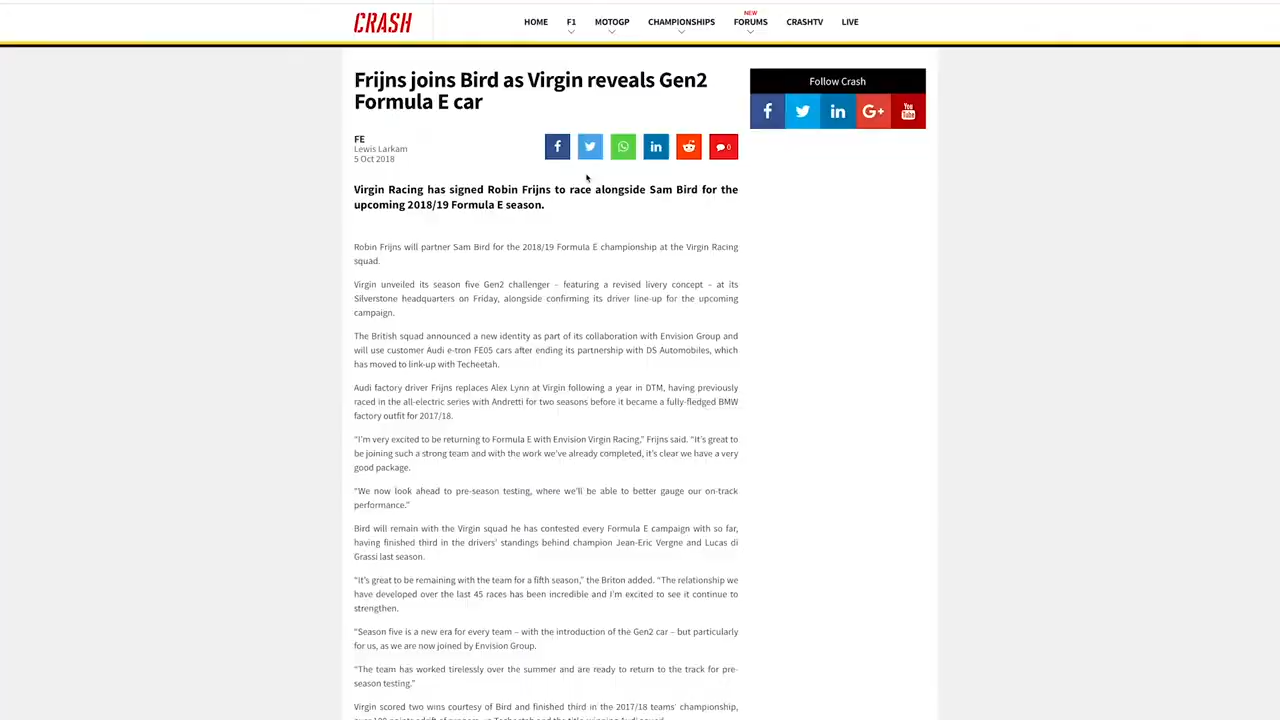 CRASH
HOME F1 MOTOGP CHAMPIONSHIPS NEW FORUMS CRASHTV LIVE
Frijns joins Bird as Virgin reveals Gen2
Formula E car
FE
Lewis Larkam
5 Oct 2018
0
Virgin Racing has signed Robin Frijns to race alongside Sam Bird for the
upcoming 2018/19 Formula E season.
Robin Frijns will partner Sam Bird for the 2018/19 Formula E championship at the Virgin Racing
squad.
Virgin unveiled its season five Gen2 challenger – featuring a revised livery concept – at its
Silverstone headquarters on Friday, alongside confirming its driver line-up for the upcoming
campaign.
The British squad announced a new identity as part of its collaboration with Envision Group and
will use customer Audi e-tron FE05 cars after ending its partnership with DS Automobiles, which
has moved to link-up with Techeetah.
Audi factory driver Frijns replaces Alex Lynn at Virgin following a year in DTM, having previously
raced in the all-electric series with Andretti for two seasons before it became a fully-fledged BMW
factory outfit for 2017/18.
“I’m very excited to be returning to Formula E with Envision Virgin Racing,” Frijns said. “It’s great to
be joining such a strong team and with the work we’ve already completed, it’s clear we have a very
good package.
“We now look ahead to pre-season testing, where we’ll be able to better gauge our on-track
performance.”
Bird will remain with the Virgin squad he has contested every Formula E campaign with so far,
having finished third in the drivers’ standings behind champion Jean-Eric Vergne and Lucas di
Grassi last season.
“It’s great to be remaining with the team for a fifth season,” the Briton added. “The relationship we
have developed over the last 45 races has been incredible and I’m excited to see it continue to
strengthen.
“Season five is a new era for every team – with the introduction of the Gen2 car – but particularly
for us, as we are now joined by Envision Group.
“The team has worked tirelessly over the summer and are ready to return to the track for pre-
season testing.”
Virgin scored two wins courtesy of Bird and finished third in the 2017/18 teams’ championship,
Follow Crash
G+
You Tube